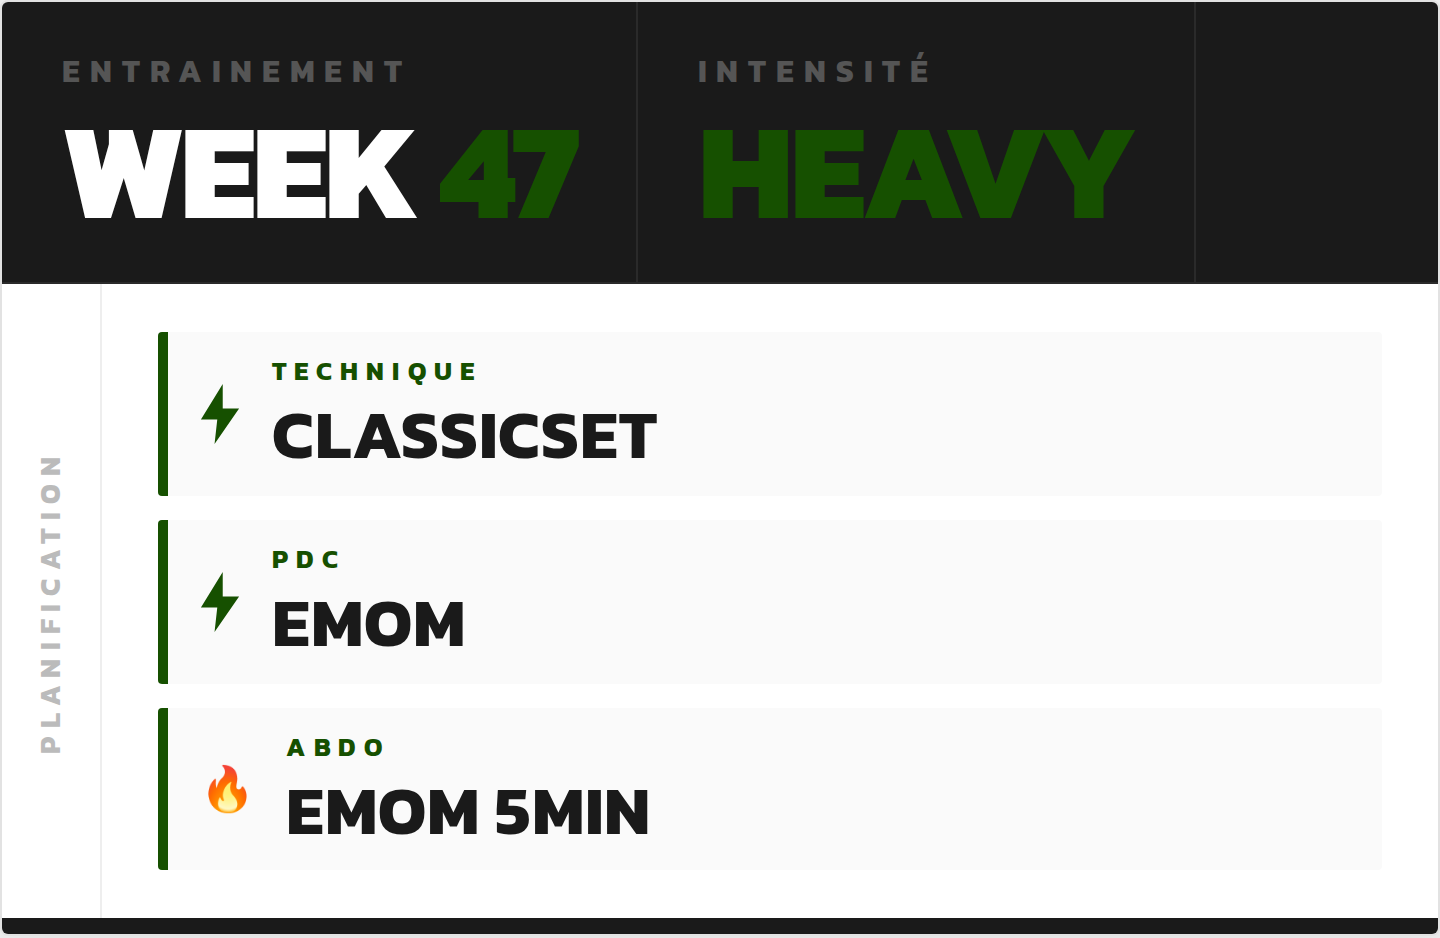 ENTRAINEMENT
WEEK 47
INTENSITÉ
HEAVY
PLANIFICATION
TECHNIQUE
CLASSICSET
PDC
EMOM
ABDO
EMOM 5MIN